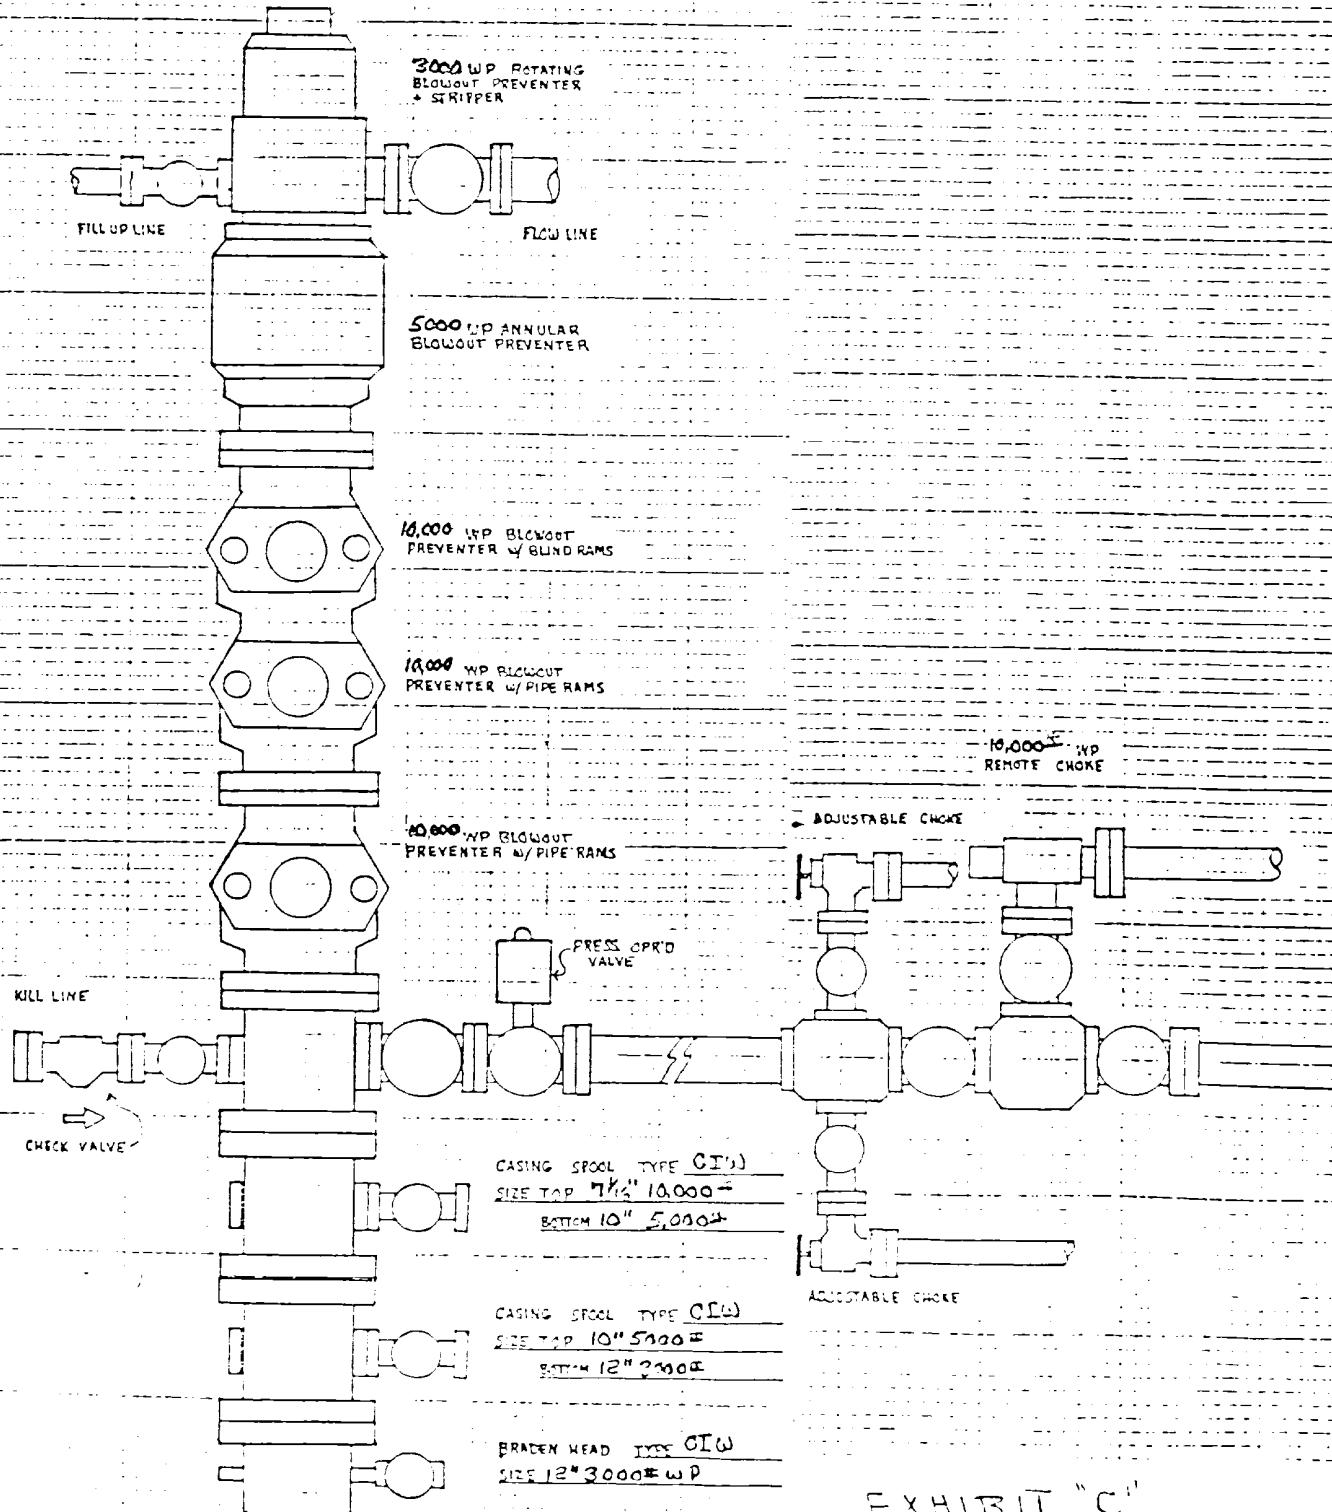 3000 WP ROTATING
BLOWOUT PREVENTER
+ STRIPPER
FILL UP LINE
FLOW LINE
5000 WP ANNULAR
BLOWOUT PREVENTER
10,000 WP BLOWOUT
PREVENTER W/ BLIND RAMS
10,000 WP BLOWOUT
PREVENTER W/ PIPE RAMS
10,000# WP
REMOTE CHOKE
ADJUSTABLE CHOKE
10,000 WP BLOWOUT
PREVENTER W/ PIPE RAMS
PRESS OPR'D
VALVE
KILL LINE
CHECK VALVE
CASING SPOOL TYPE CIW
SIZE TOP 7 1/16" 10,000#
BOTTOM 10" 5,000#
ADJUSTABLE CHOKE
CASING SPOOL TYPE CIW
SIZE TOP 10" 5000#
BOTTOM 12" 3000#
BRADEN HEAD TYPE CIW
SIZE 12" 3000# WP
EXHIBIT "C"